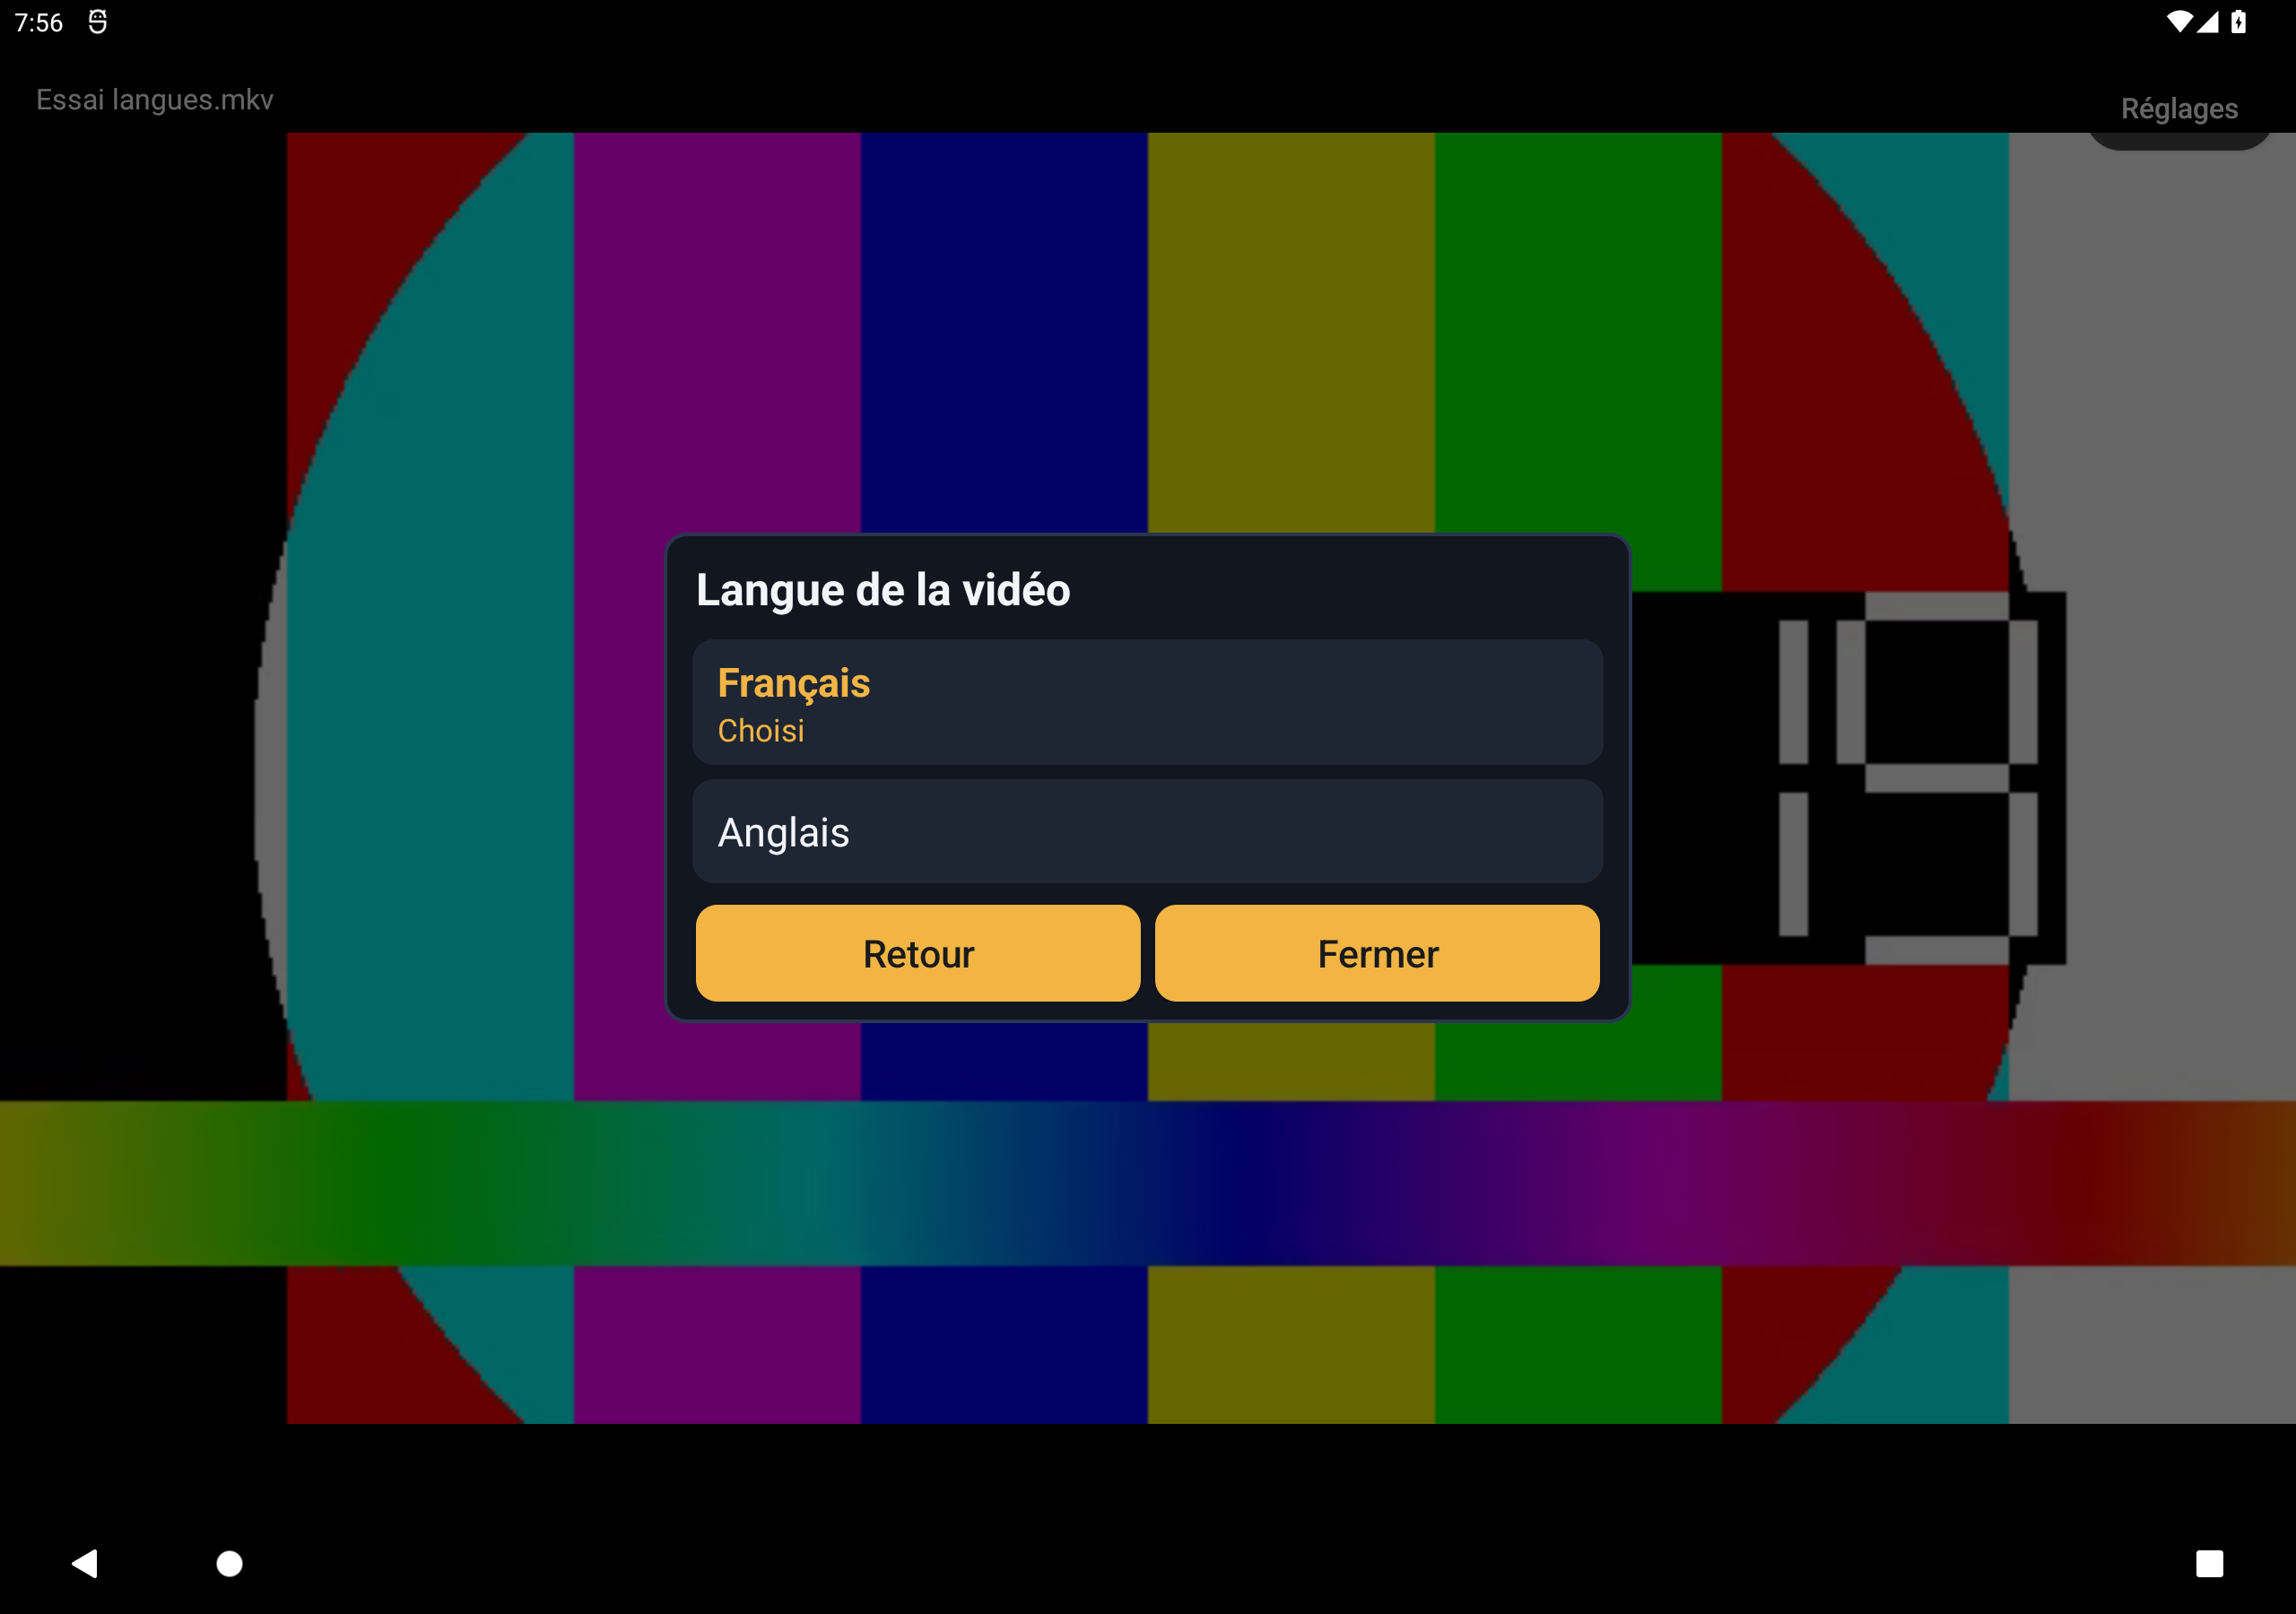 7:56
Essai langues.mkv
Réglages
Langue de la vidéo
Français
Choisi
Anglais
Retour
Fermer